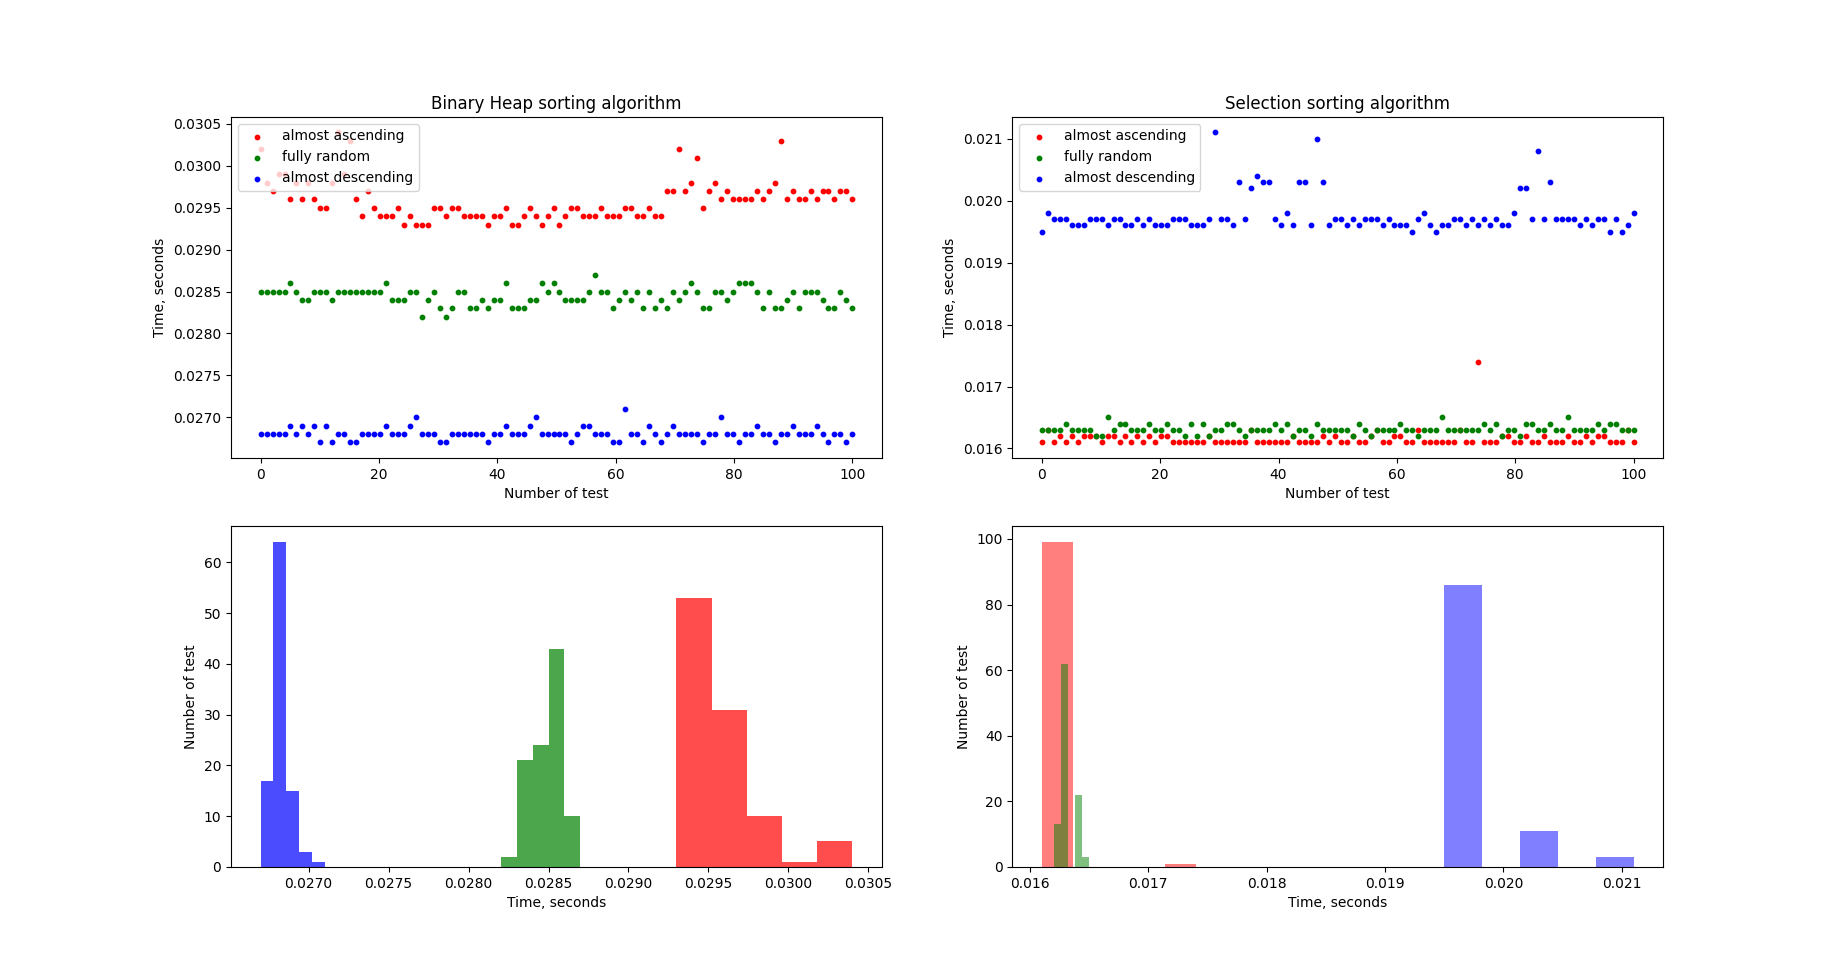 Binary Heap sorting algorithm
0.0305
0.0300
0.0295
0.0290
0.0285
0.0280
0.0275
0.0270
Time, seconds
almost ascending
fully random
almost descending
0 20 40 60 80 100
Number of test
Selection sorting algorithm
0.021
0.020
0.019
0.018
0.017
0.016
Time, seconds
almost ascending
fully random
almost descending
0 20 40 60 80 100
Number of test
60
50
40
30
20
10
0
Number of test
0.0270 0.0275 0.0280 0.0285 0.0290 0.0295 0.0300 0.0305
Time, seconds
100
80
60
40
20
0
Number of test
0.016 0.017 0.018 0.019 0.020 0.021
Time, seconds